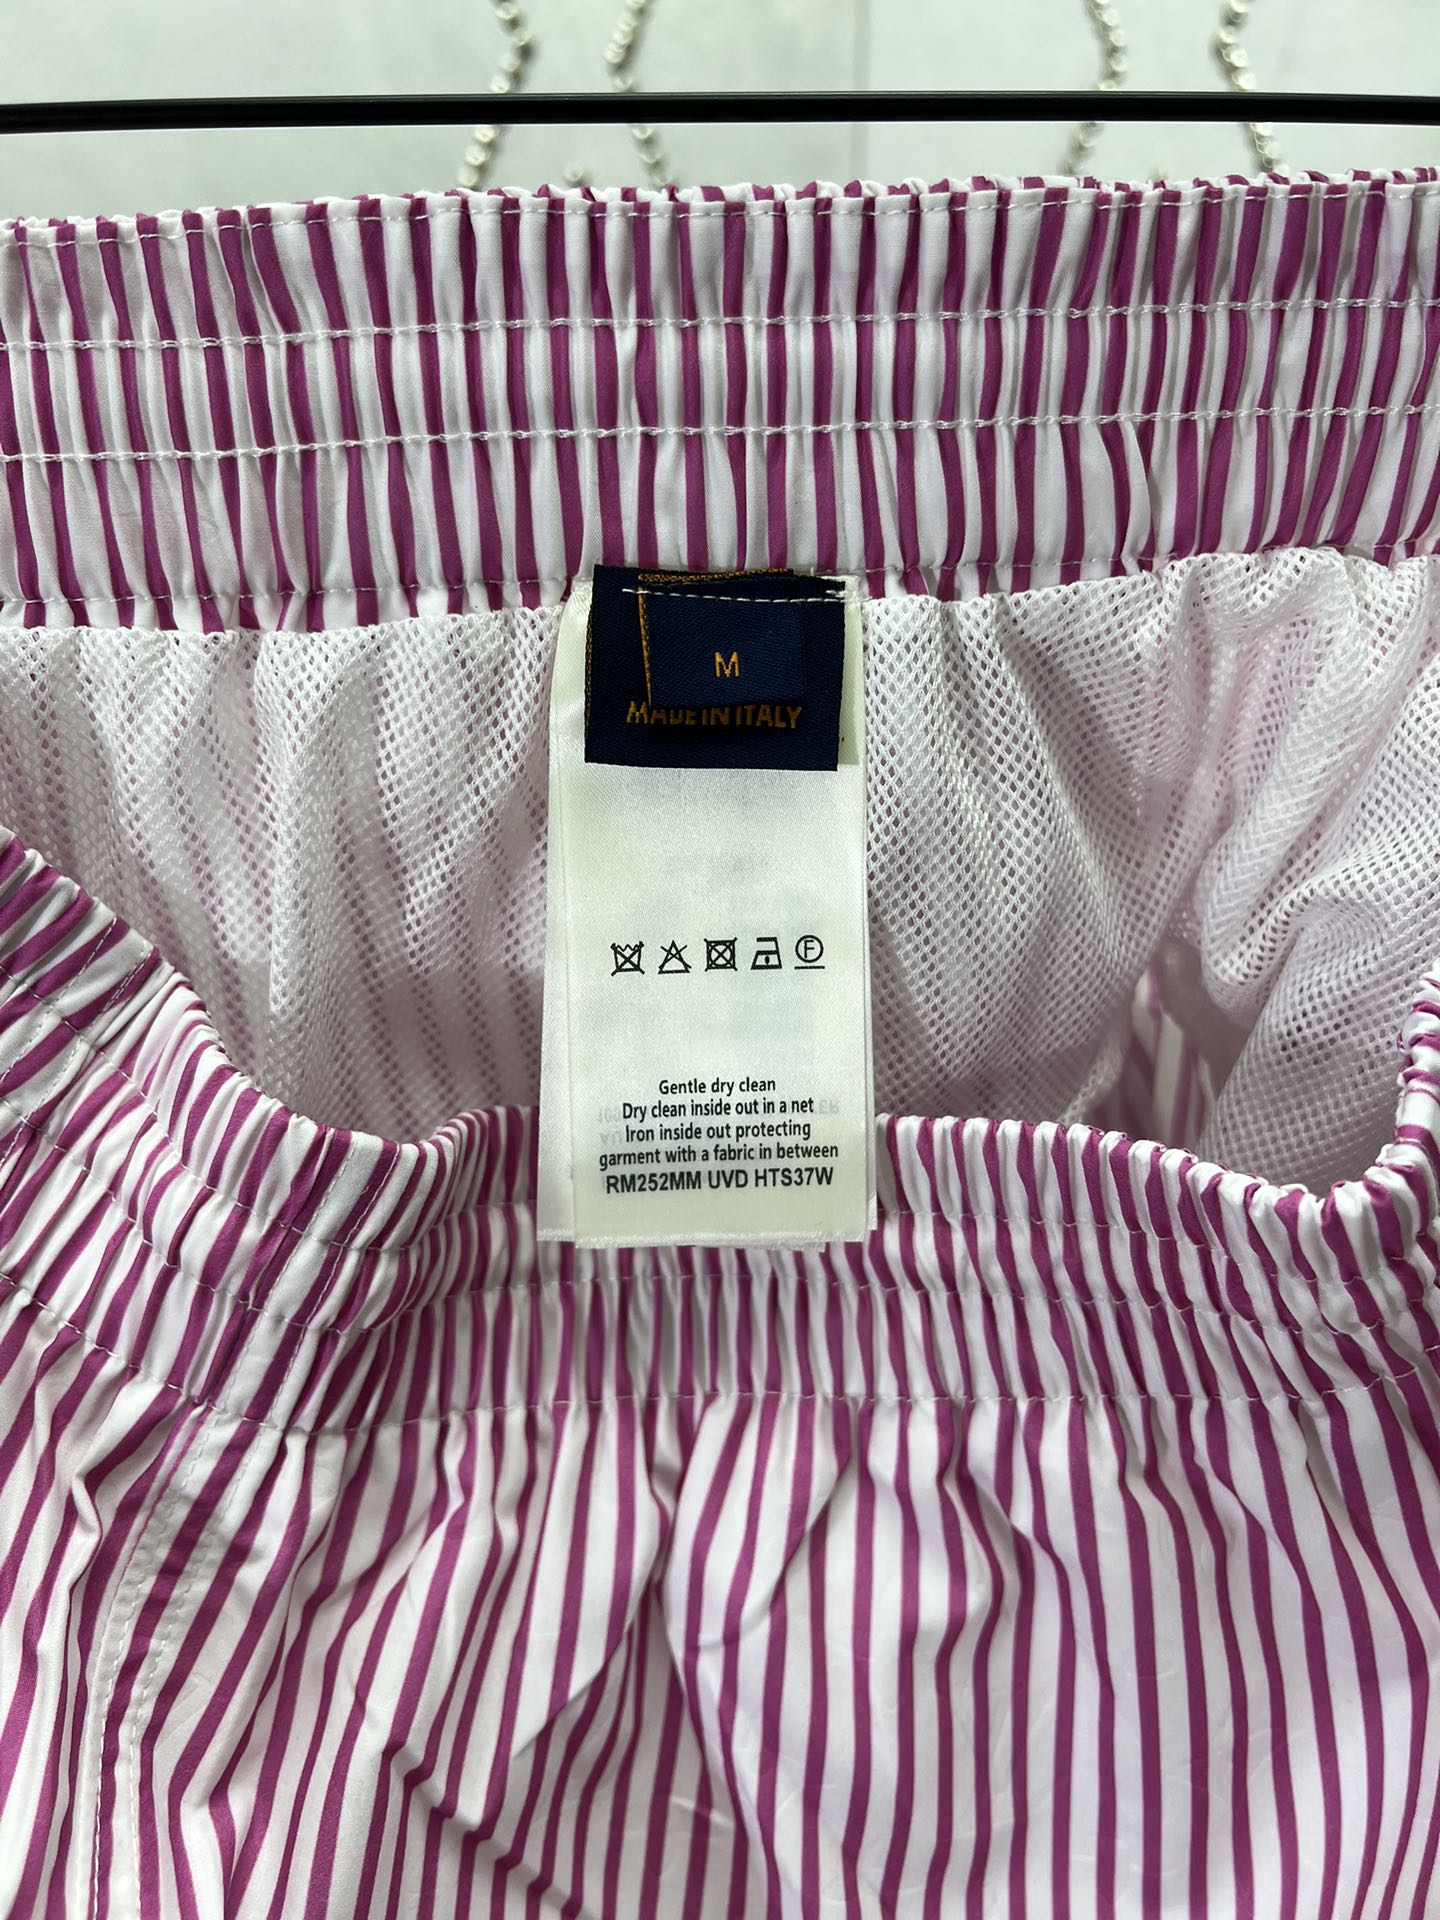 M
MADE IN ITALY
F
Gentle dry clean
Dry clean inside out in a net
Iron inside out protecting
garment with a fabric in between
RM252MM UVD HTS37W